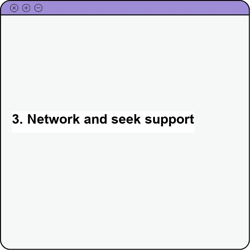 3. Network and seek support